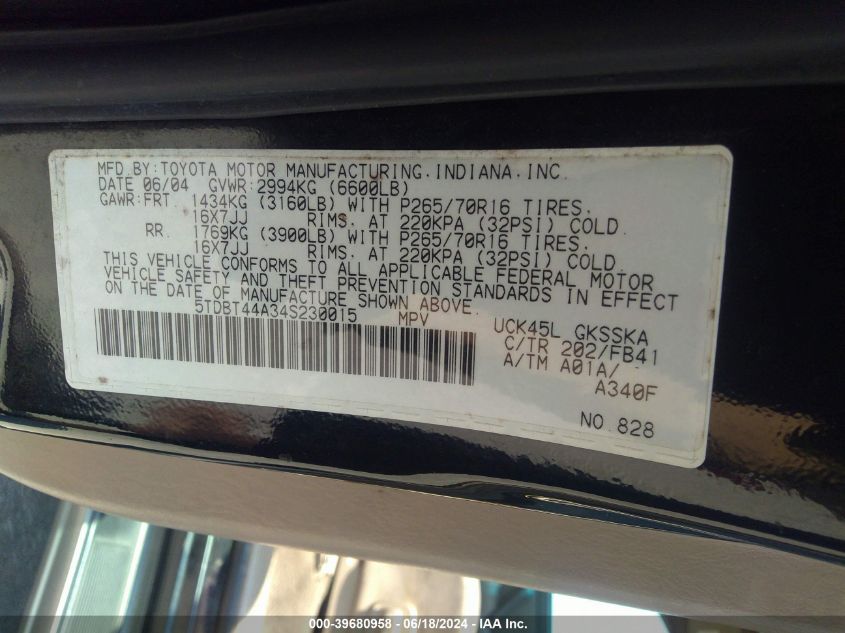 MFD BY:TOYOTA MOTOR MANUFACTURING.INDIANA.INC.
DATE 06/04 GVWR:2994KG (6600LB)
GAWR:FRT 1434KG (3160LB) WITH P265/70R16 TIRES.
16X7JJ RIMS. AT 220KPA (32PSI) COLD.
RR. 1769KG (3900LB) WITH P265/70R16 TIRES.
16X7JJ RIMS. AT 220KPA (32PSI) COLD
THIS VEHICLE CONFORMS TO ALL APPLICABLE FEDERAL MOTOR
VEHICLE SAFETY AND THEFT PREVENTION STANDARDS IN EFFECT
ON THE DATE OF MANUFACTURE SHOWN ABOVE.
5TDBT44A34S230015 MPV
UCK45L GKSSKA
C/TR 202/FB41
A/TM A01A/
A340F
NO.828
000-39680958 - 06/18/2024 - © IAA, Inc.